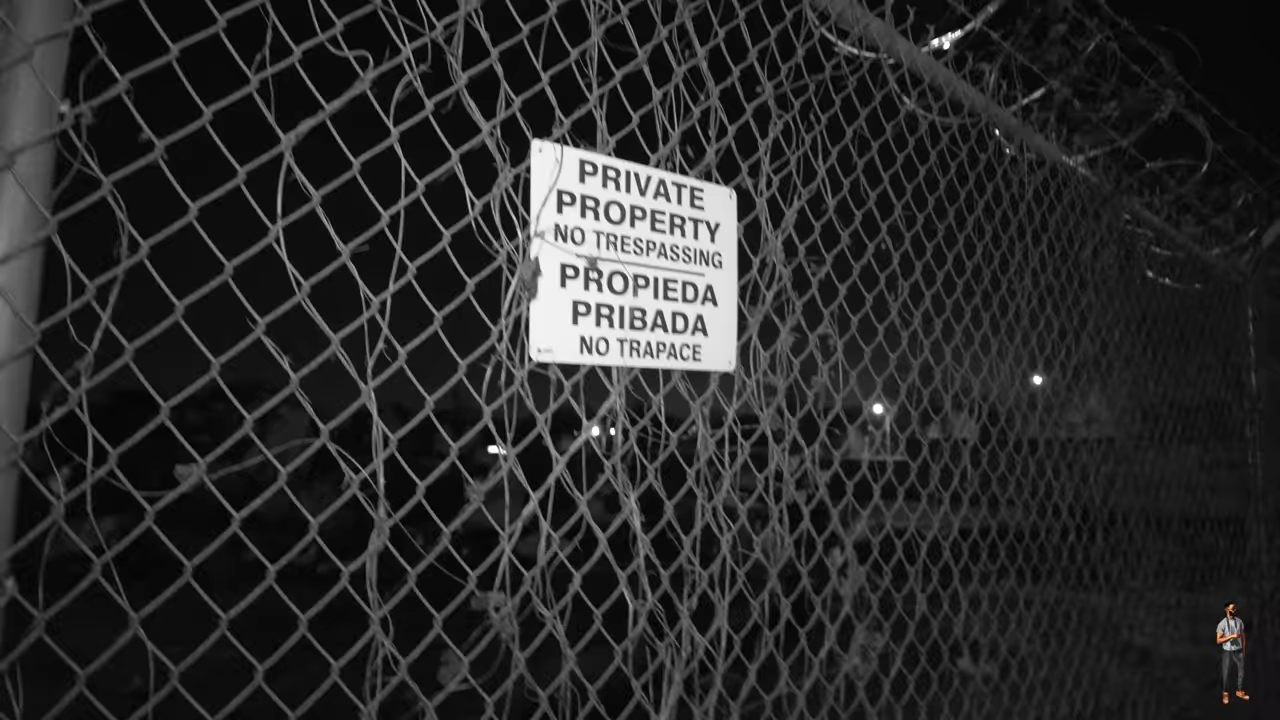 PRIVATE
PROPERTY
NO TRESPASSING
PROPIEDA
PRIBADA
NO TRAPACE